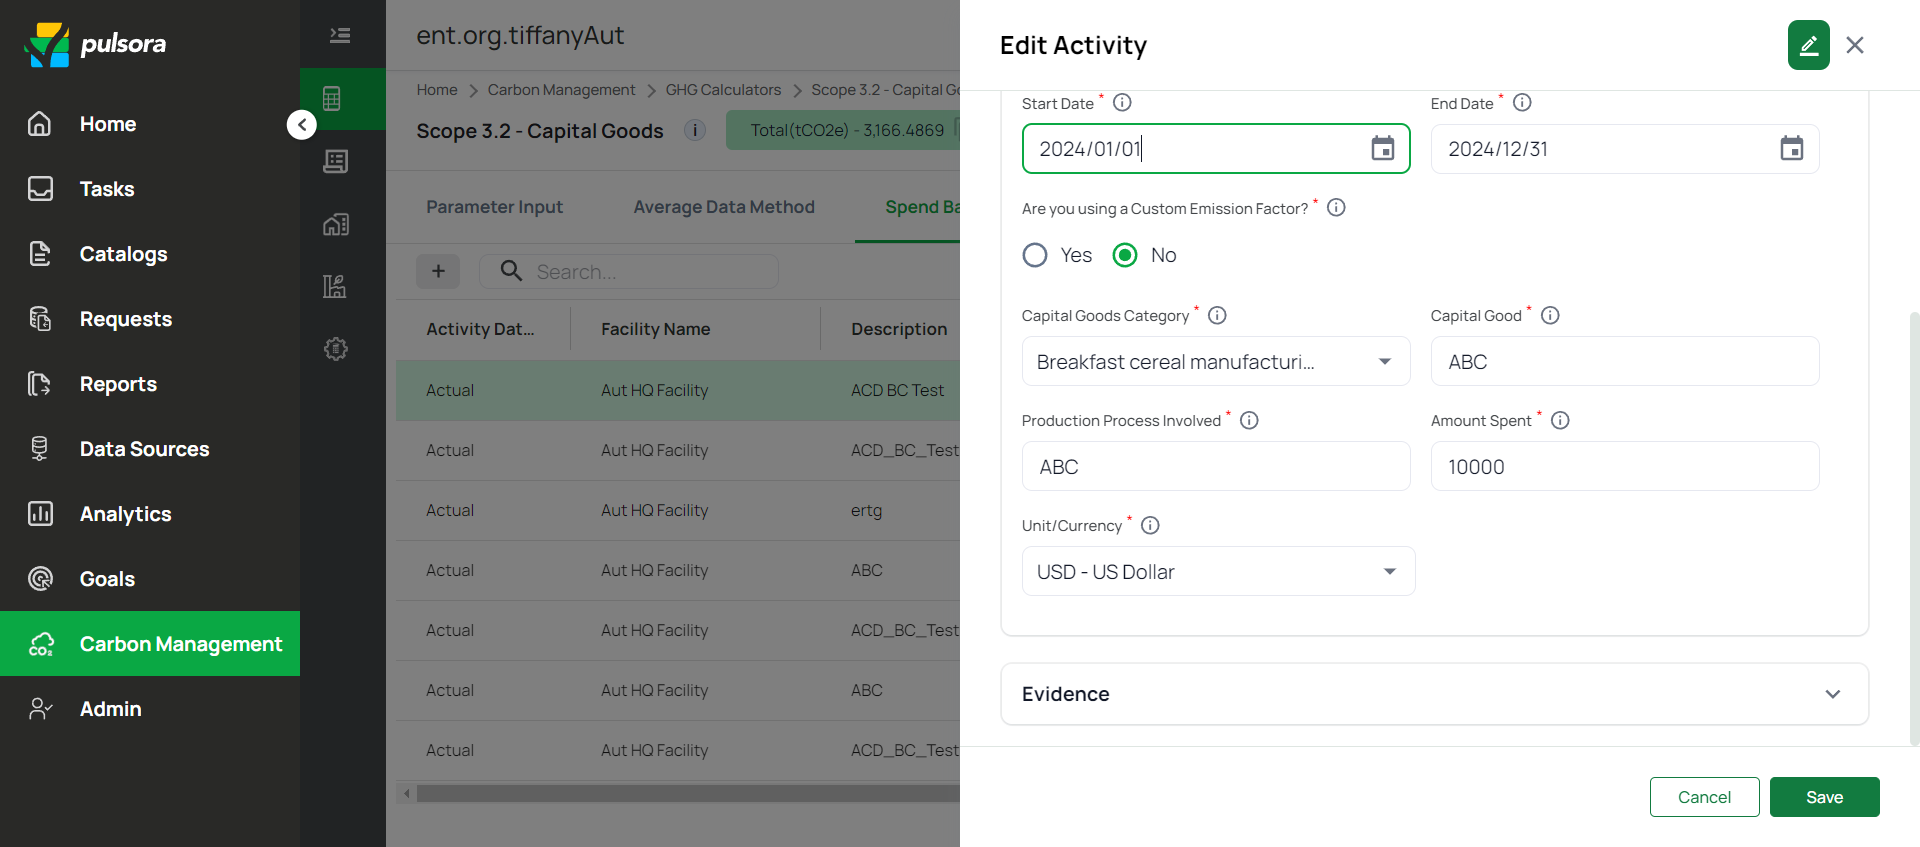 pulsora
Home
Tasks
Catalogs
Requests
Reports
Data Sources
Analytics
Goals
Carbon Management
Admin
ent.org.tiffanyAut
Home > Carbon Management > GHG Calculators > Scope 3.2 - Capital
Scope 3.2 - Capital Goods
Total(tCO2e) - 3,166.4869
Parameter Input
Average Data Method
Spend
Search...
Activity Dat... Facility Name Description
Actual Aut HQ Facility ACD BC Test
Actual Aut HQ Facility ACD_BC_Test
Actual Aut HQ Facility ertg
Actual Aut HQ Facility ABC
Actual Aut HQ Facility ACD_BC_Test
Actual Aut HQ Facility ABC
Actual Aut HQ Facility ACD_BC_Test
Edit Activity
Start Date * End Date *
2024/01/01 2024/12/31
Are you using a Custom Emission Factor? *
Yes No
Capital Goods Category * Capital Good *
Breakfast cereal manufacturi... ABC
Production Process Involved * Amount Spent *
ABC 10000
Unit/Currency *
USD - US Dollar
Evidence
Cancel Save